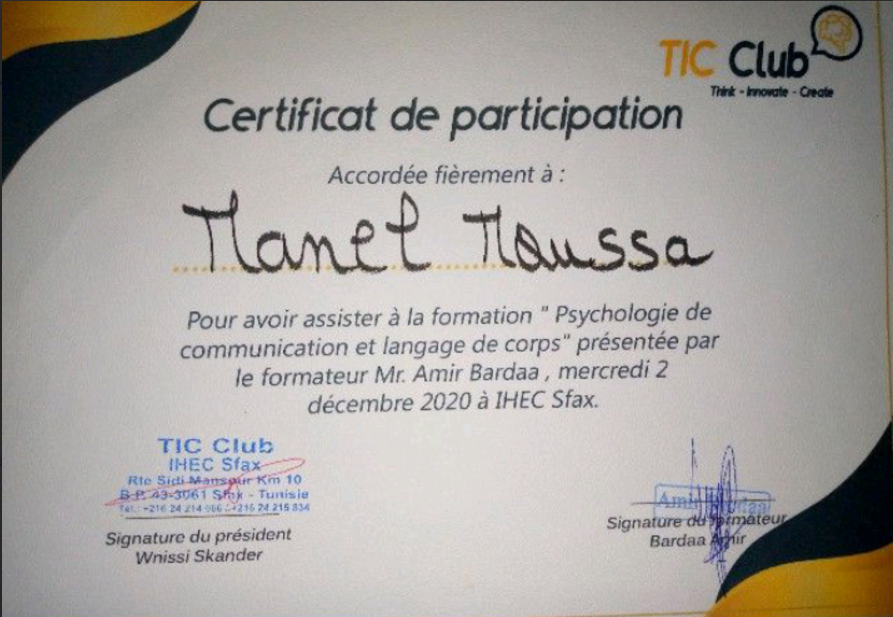 TIC Club
Think - Innovate - Create
Certificat de participation
Accordée fièrement à :
Manel Moussa
Pour avoir assister à la formation " Psychologie de
communication et langage de corps" présentée par
le formateur Mr. Amir Bardaa , mercredi 2
décembre 2020 à IHEC Sfax.
TIC Club
IHEC Sfax
Rte Sidi Mansour Km 10
B.P. 43-3061 Sfax - Tunisie
Tel.: +216 24 214 /+216 24 215 834
Signature du président
Wnissi Skander
Amir Bardaa
Signature du formateur
Bardaa Amir